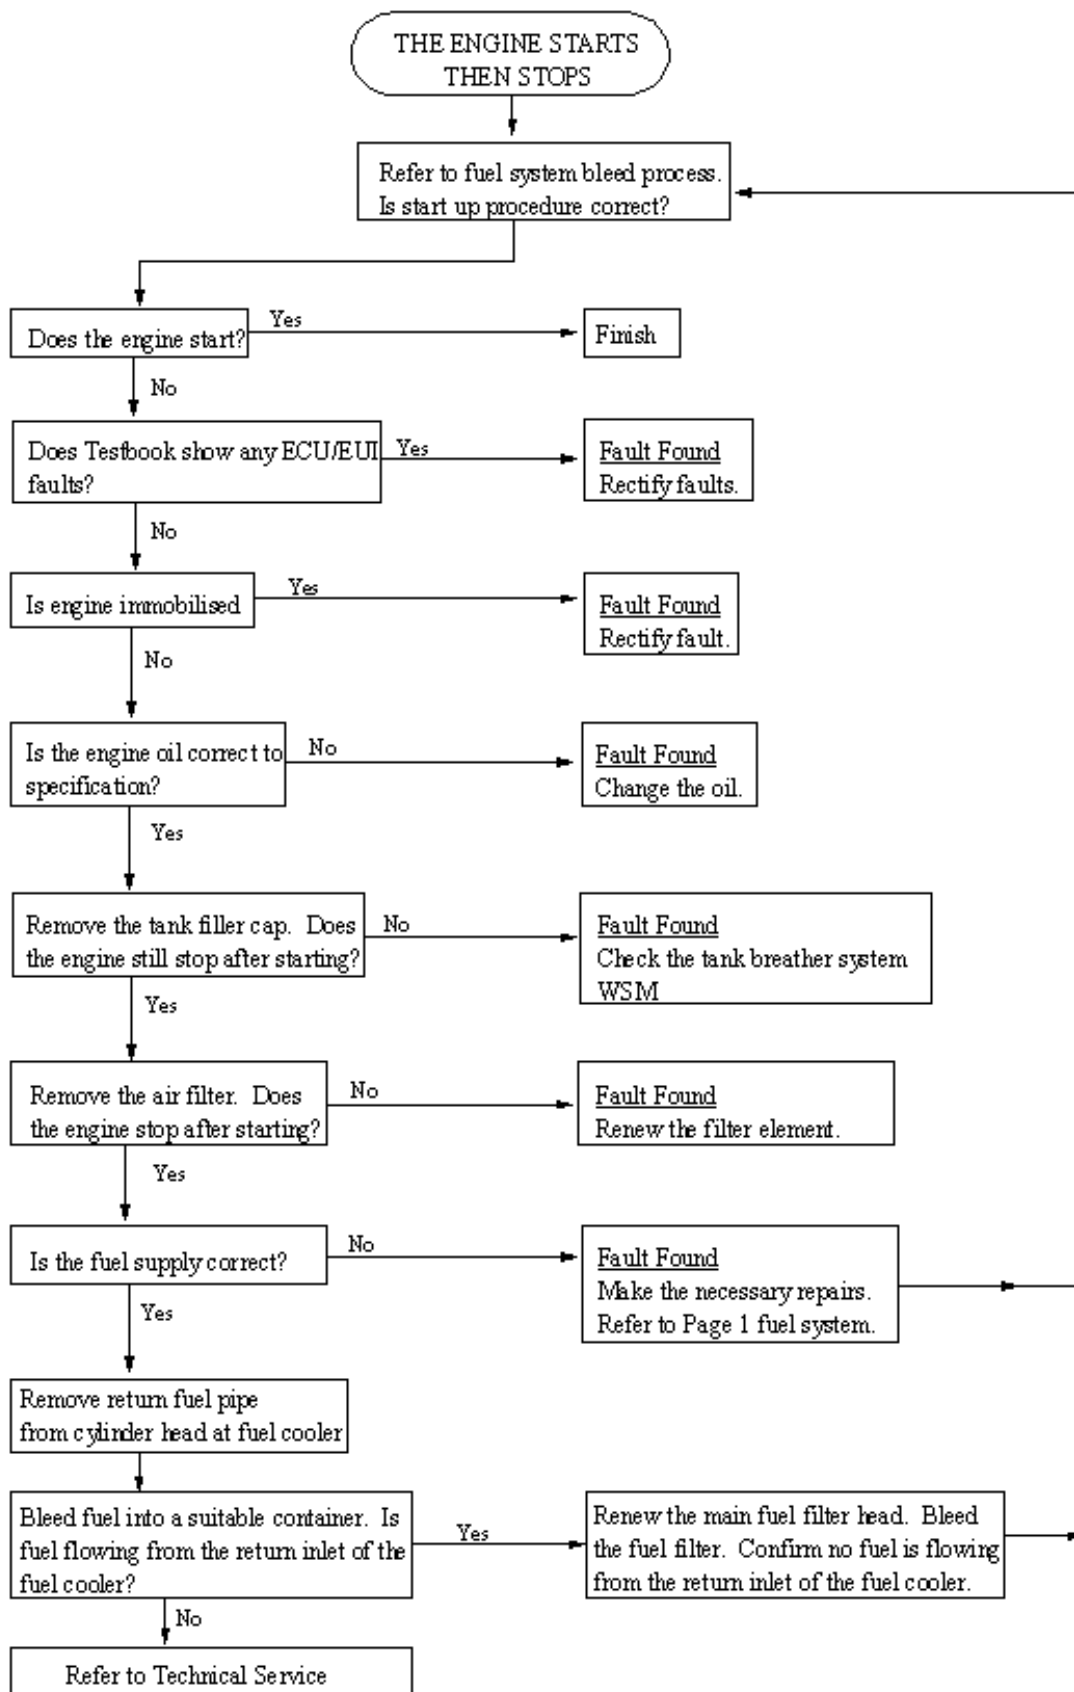 THE ENGINE STARTS
THEN STOPS
Refer to fuel system bleed process.
Is start up procedure correct?
Does the engine start?
Yes
Finish
No
Does Testbook show any ECU/EUI
faults?
Yes
Fault Found
Rectify faults.
No
Is engine immobilised
Yes
Fault Found
Rectify fault.
No
Is the engine oil correct to
specification?
No
Fault Found
Change the oil.
Yes
Remove the tank filler cap. Does
the engine still stop after starting?
No
Fault Found
Check the tank breather system
WSM
Yes
Remove the air filter. Does
the engine stop after starting?
No
Fault Found
Renew the filter element.
Yes
Is the fuel supply correct?
No
Fault Found
Make the necessary repairs.
Refer to Page 1 fuel system.
Yes
Remove return fuel pipe
from cylinder head at fuel cooler
Bleed fuel into a suitable container. Is
fuel flowing from the return inlet of the
fuel cooler?
Yes
Renew the main fuel filter head. Bleed
the fuel filter. Confirm no fuel is flowing
from the return inlet of the fuel cooler.
No
Refer to Technical Service